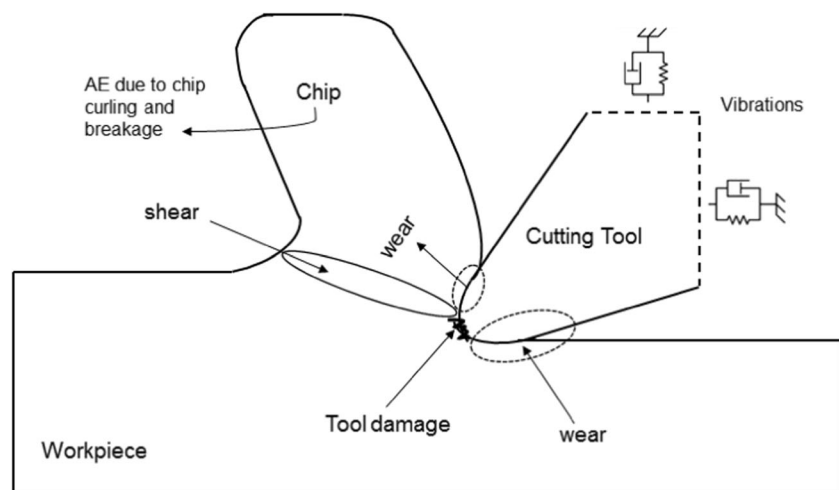 AE due to chip
curling and
breakage
Chip
Vibrations
shear
wear
Cutting Tool
Tool damage
wear
Workpiece